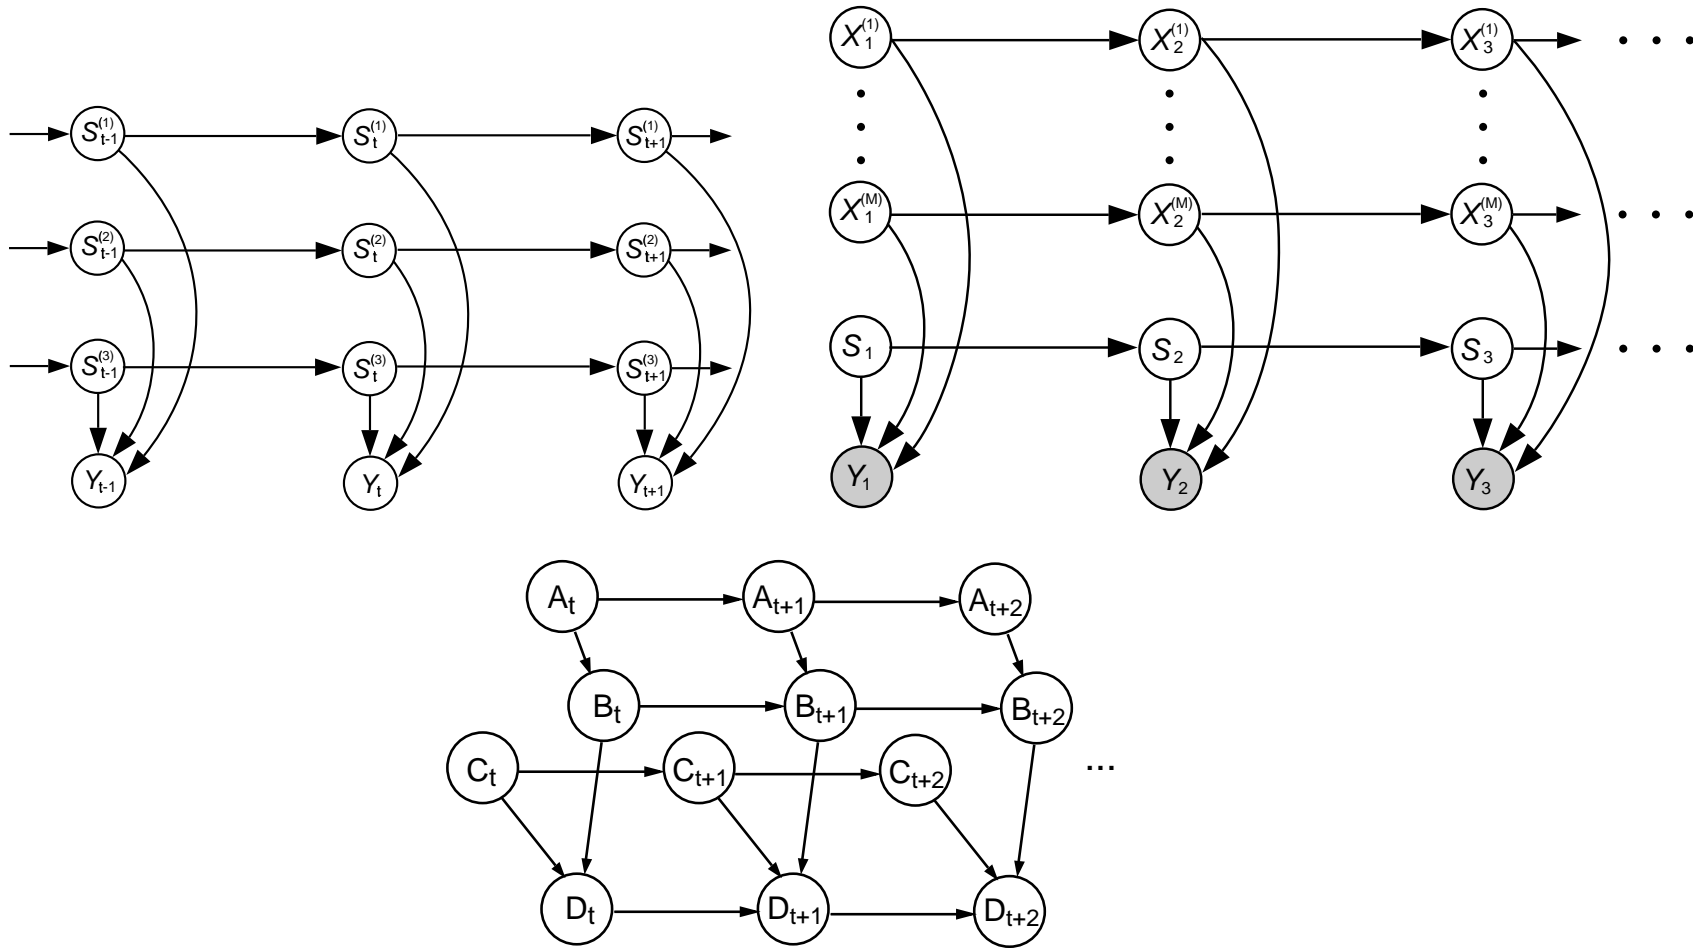 S(1)t-1 S(1)t S(1)t+1
S(2)t-1 S(2)t S(2)t+1
S(3)t-1 S(3)t S(3)t+1
Yt-1 Yt Yt+1
X(1)1 X(1)2 X(1)3 . . .
X(M)1 X(M)2 X(M)3 . . .
S1 S2 S3 . . .
Y1 Y2 Y3
At At+1 At+2
Bt Bt+1 Bt+2
Ct Ct+1 Ct+2 ...
Dt Dt+1 Dt+2